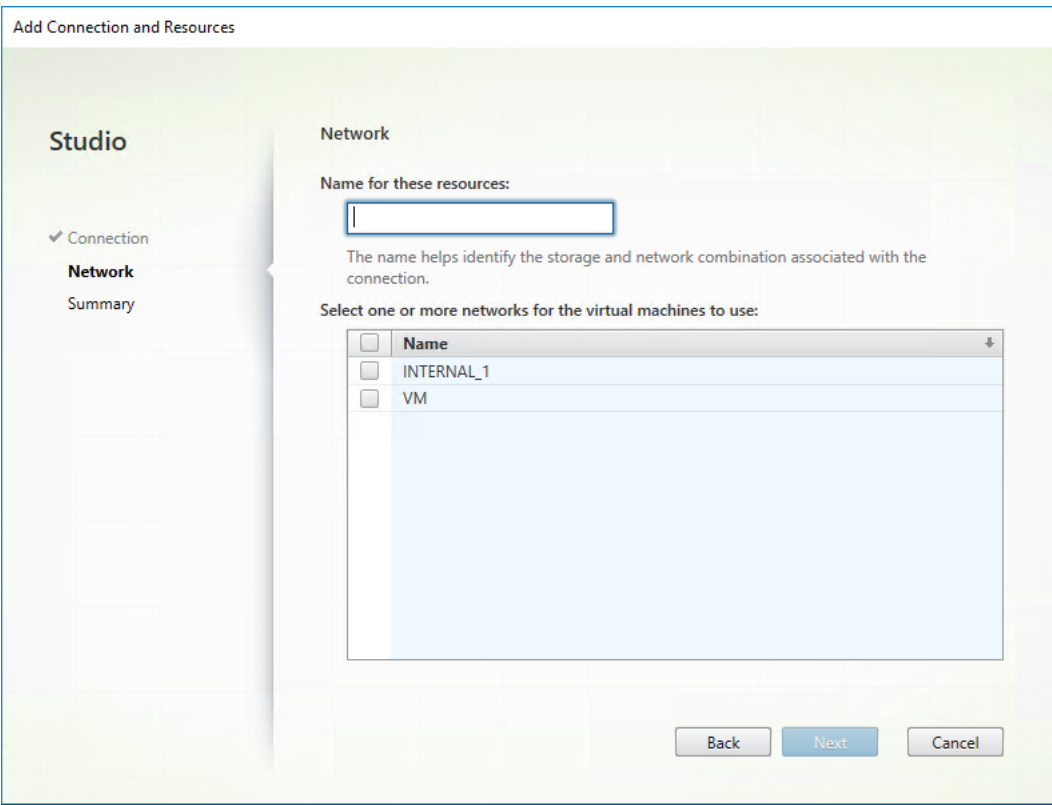 Add Connection and Resources
Studio
Connection
Network
Summary
Network
Name for these resources:
The name helps identify the storage and network combination associated with the
connection.
Select one or more networks for the virtual machines to use:
Name
INTERNAL_1
VM
Back
Next
Cancel